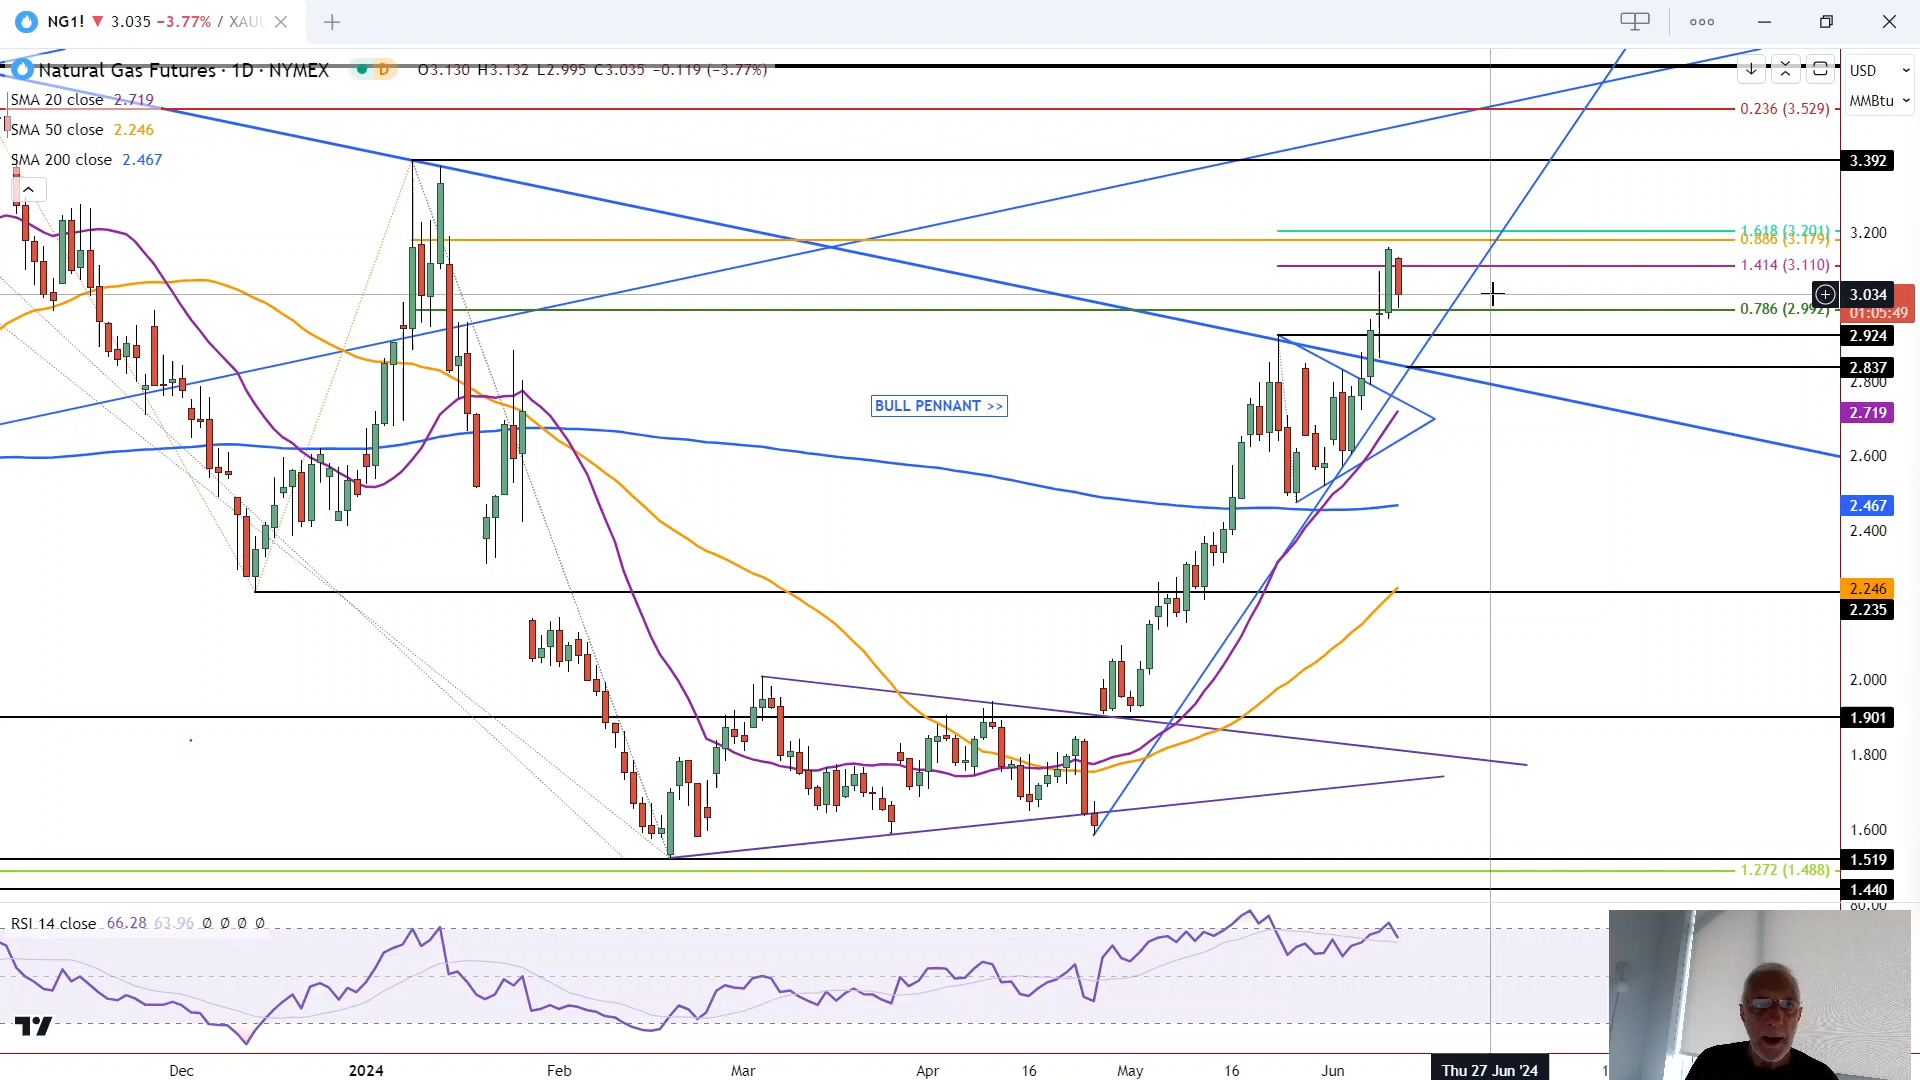 NG1! ▼ 3.035 −3.77% / XAU
Natural Gas Futures · 1D · NYMEX D O3.130 H3.132 L2.995 C3.035 −0.119 (−3.77%)
SMA 20 close 2.719
SMA 50 close 2.246
SMA 200 close 2.467
USD
MMBtu
0.236 (3.529)
3.392
1.618 (3.201)
3.200
0.886 (3.179)
1.414 (3.110)
3.034
0.786 (2.992)
01:05:49
2.924
2.837
2.800
BULL PENNANT >>
2.719
2.600
2.467
2.400
2.246
2.235
2.000
1.901
1.800
1.600
1.519
1.272 (1.488)
1.440
80.00
RSI 14 close 66.28 63.96 Ø Ø Ø Ø
Dec 2024 Feb Mar Apr 16 May 16 Jun Thu 27 Jun '24